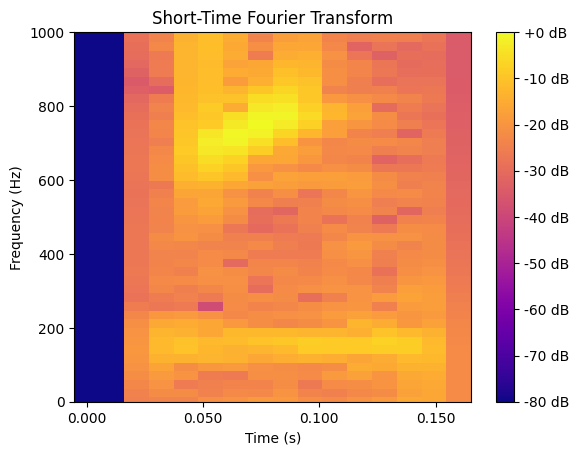 Short-Time Fourier Transform
Frequency (Hz)
1000
800
600
400
200
0
0.000
0.050
0.100
0.150
Time (s)
+0 dB
-10 dB
-20 dB
-30 dB
-40 dB
-50 dB
-60 dB
-70 dB
-80 dB